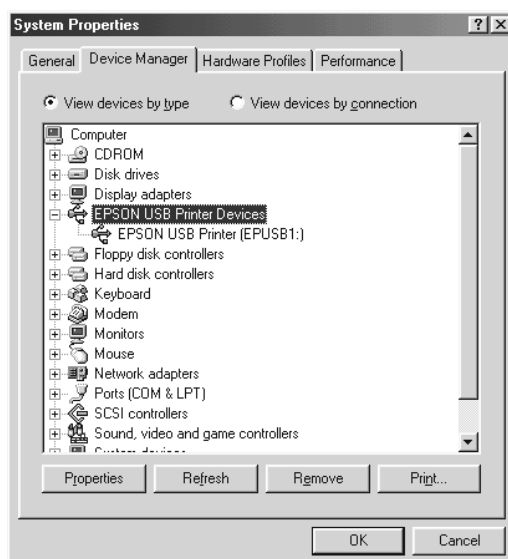 System Properties
General Device Manager Hardware Profiles Performance
View devices by type View devices by connection
Computer
CDROM
Disk drives
Display adapters
EPSON USB Printer Devices
EPSON USB Printer (EPUSB1:)
Floppy disk controllers
Hard disk controllers
Keyboard
Modem
Monitors
Mouse
Network adapters
Ports (COM & LPT)
SCSI controllers
Sound, video and game controllers
Properties Refresh Remove Print...
OK Cancel